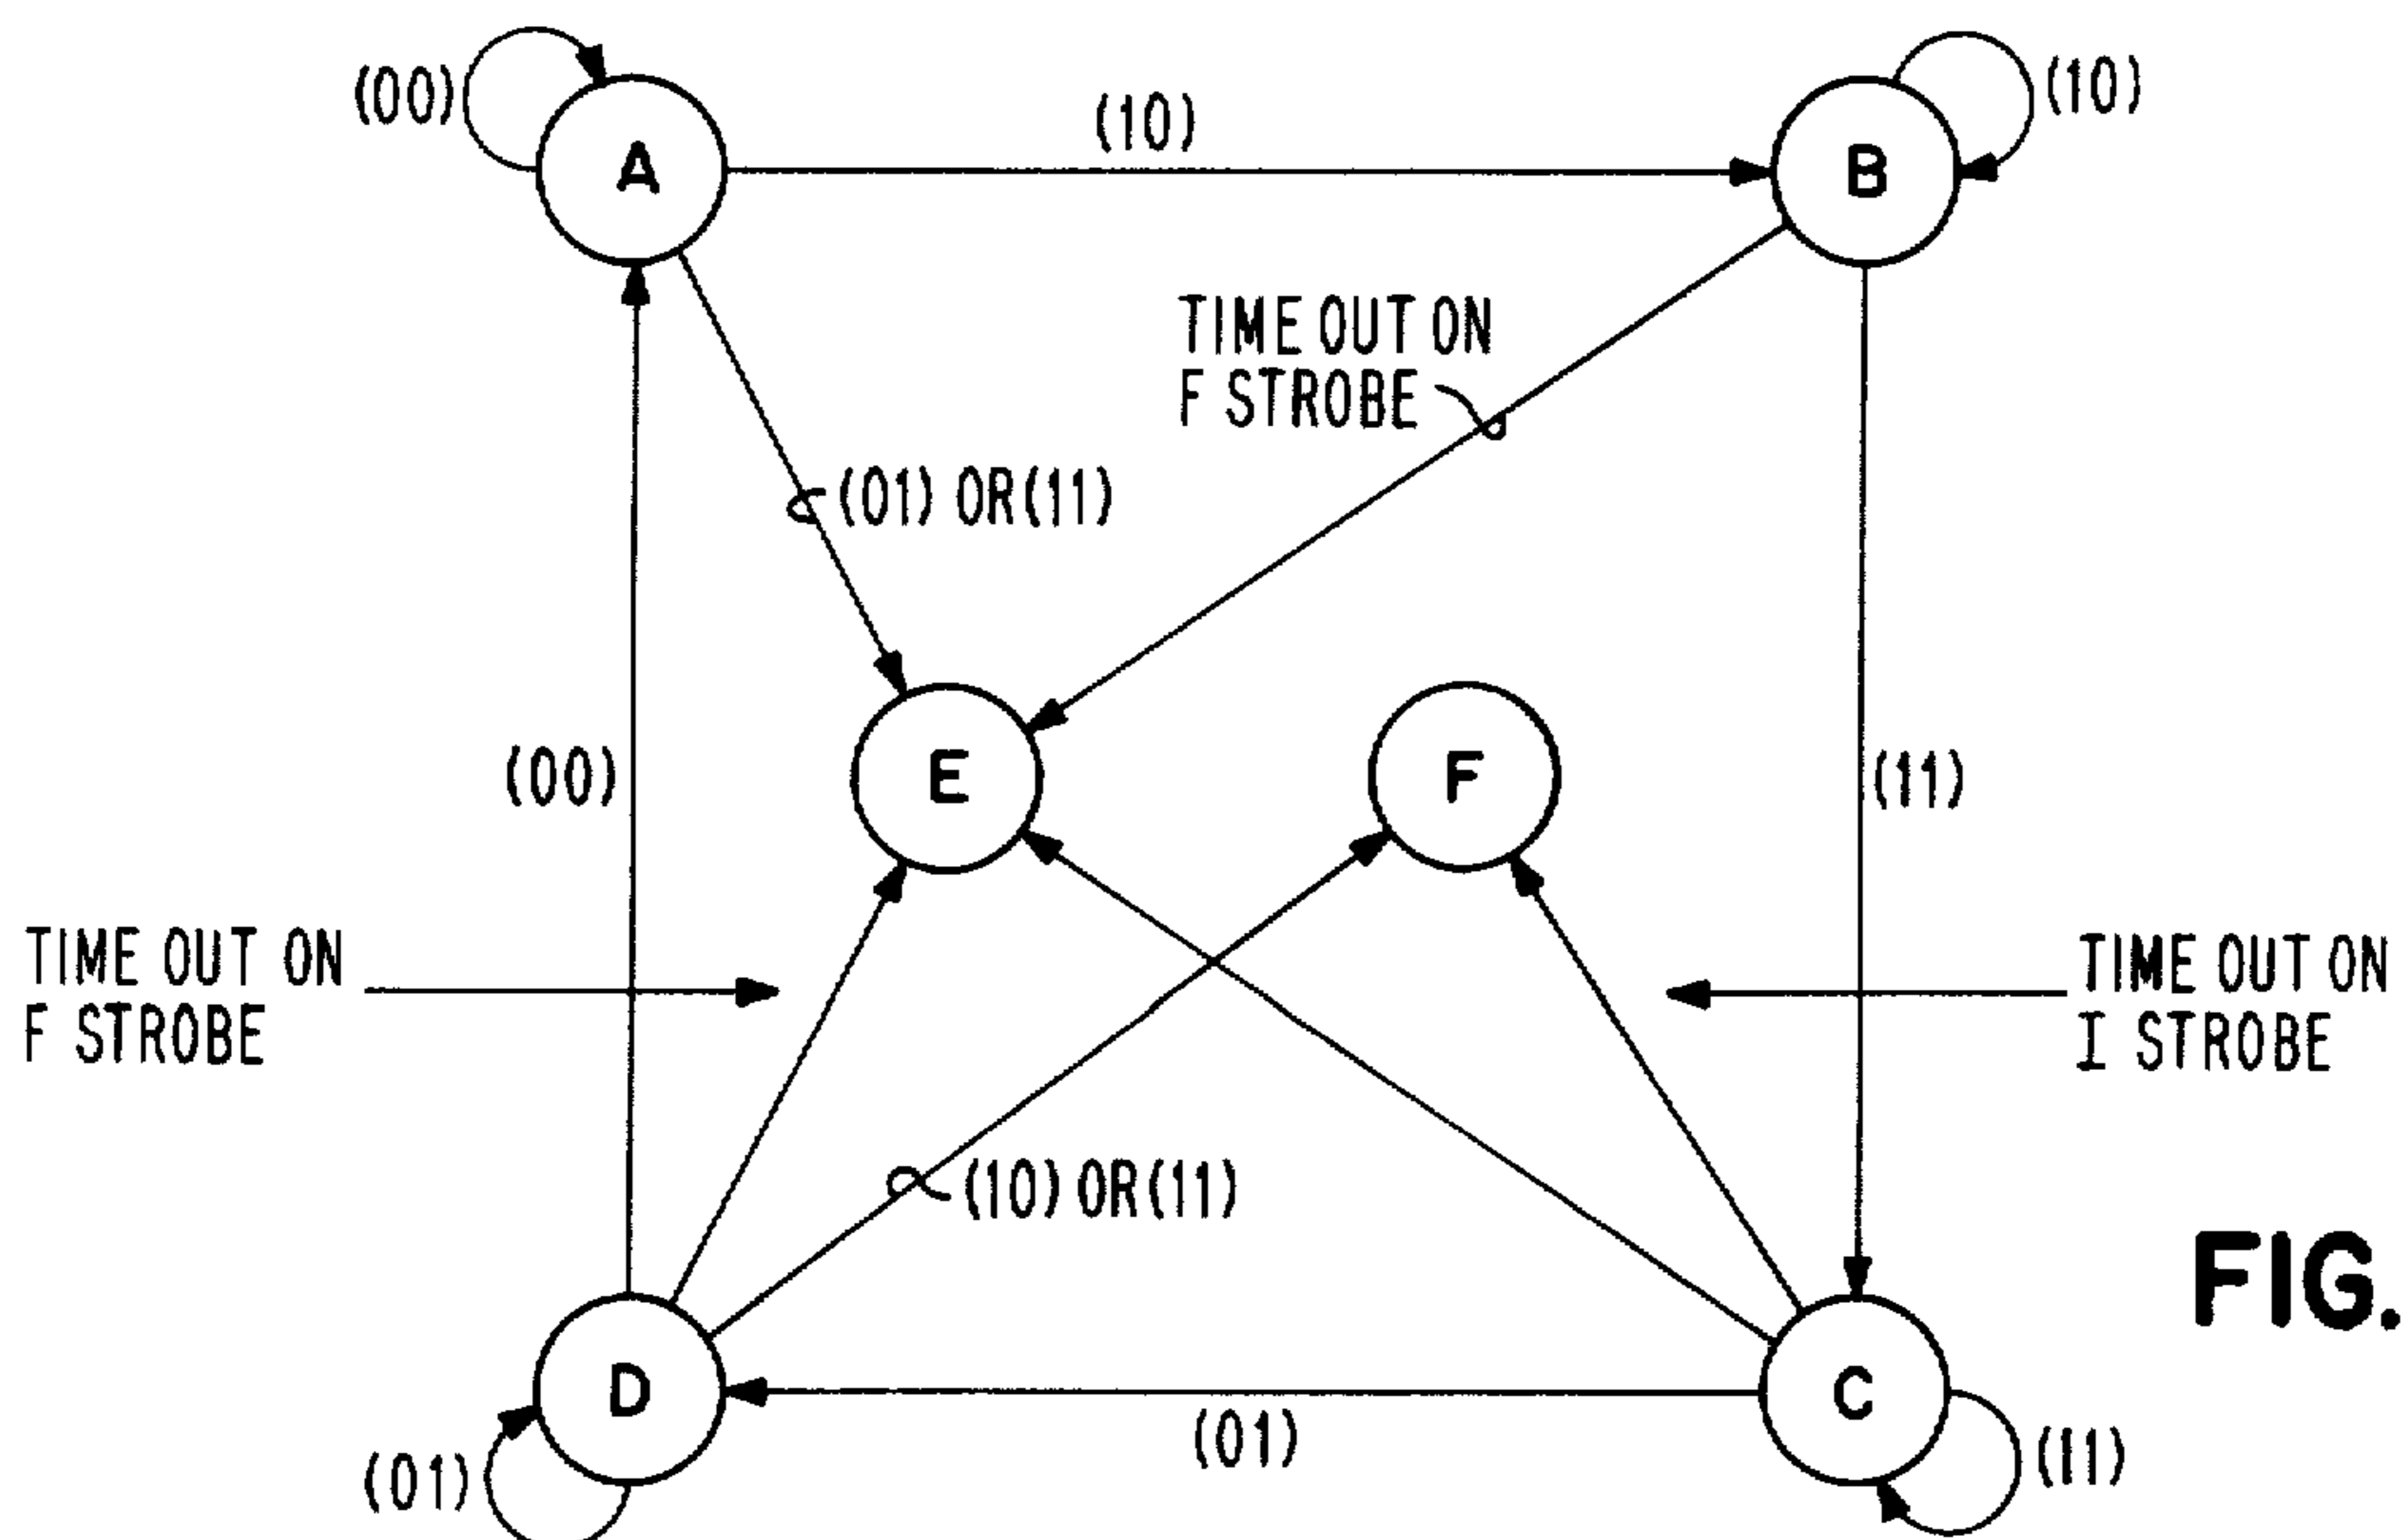 (00)
A
(10)
B
(10)
TIME OUT ON
F STROBE
(01) OR (11)
(00)
E
F
(11)
TIME OUT ON
F STROBE
TIME OUT ON
I STROBE
(10) OR (11)
FIG.
D
C
(01)
(01)
(11)